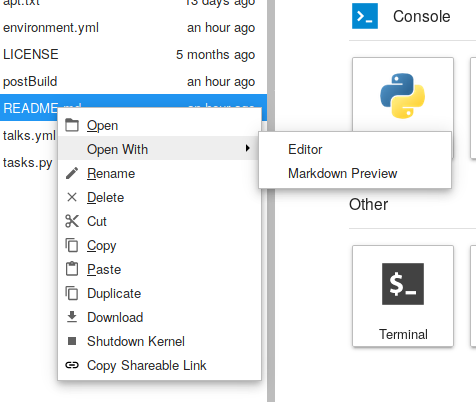 apt.txt 13 days ago
environment.yml an hour ago
LICENSE 5 months ago
postBuild an hour ago
README.md an hour ago
talks.yml
tasks.py
Open
Open With
Rename
Delete
Cut
Copy
Paste
Duplicate
Download
Shutdown Kernel
Copy Shareable Link
Editor
Markdown Preview
Console
Other
$_
Terminal